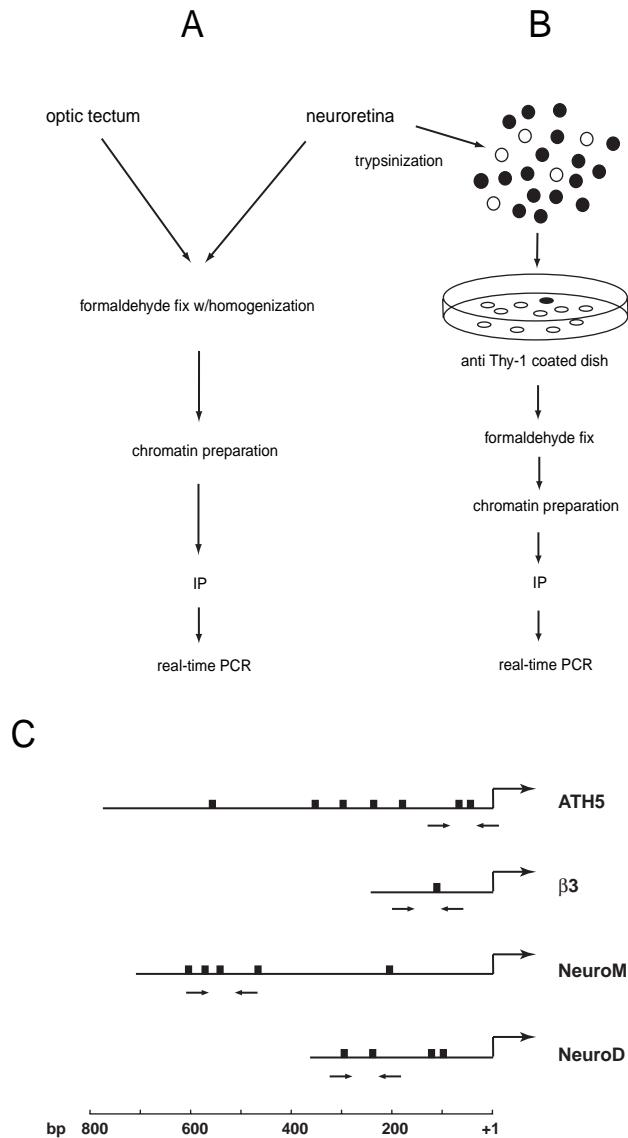 A
B
optic tectum
neuroretina
trypsinization
formaldehyde fix w/homogenization
anti Thy-1 coated dish
formaldehyde fix
chromatin preparation
chromatin preparation
IP
IP
real-time PCR
real-time PCR
C
ATH5
β3
NeuroM
NeuroD
bp 800 600 400 200 +1